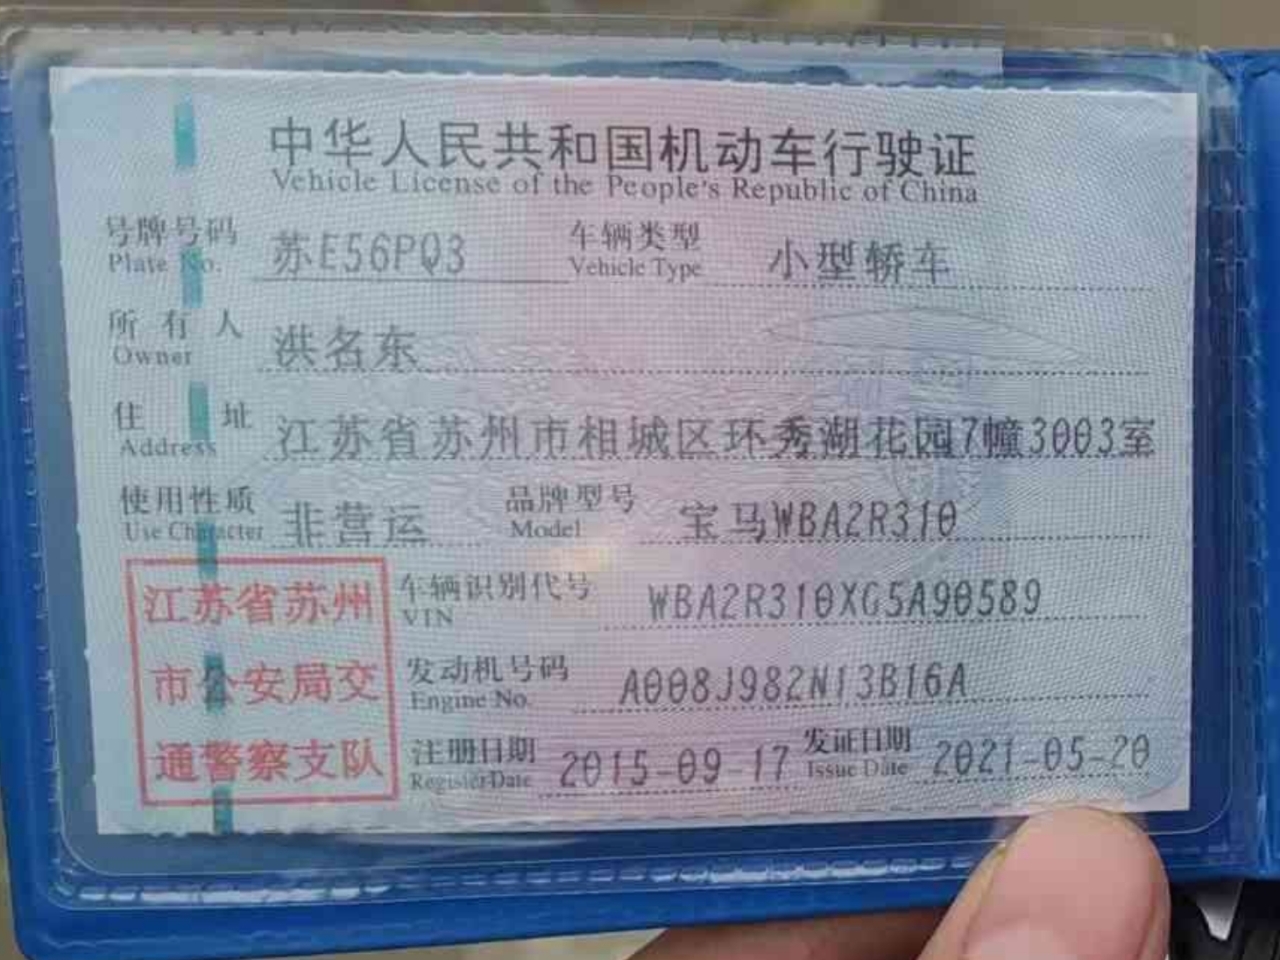 中华人民共和国机动车行驶证
Vehicle License of the People's Republic of China
号牌号码 苏E56PQ3 车辆类型 小型轿车
Plate No. Vehicle Type
所有人 洪名东
Owner
住址 江苏省苏州市相城区环秀湖花园7幢3003室
Address
使用性质 非营运 品牌型号 宝马WBA2R310
Use Character Model
江苏省苏州
市公安局交
通警察支队
车辆识别代号 WBA2R310XG5A90589
VIN
发动机号码 A008J982N13B16A
Engine No.
注册日期 2015-09-17 发证日期 2021-05-20
Register Date Issue Date